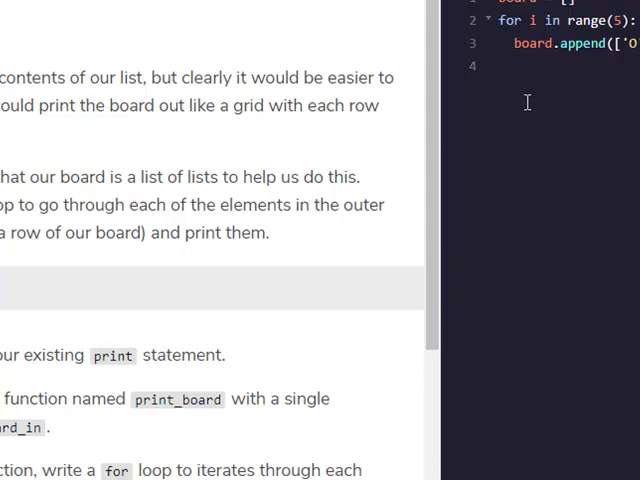 contents of our list, but clearly it would be easier to
could print the board out like a grid with each row
hat our board is a list of lists to help us do this.
op to go through each of the elements in the outer
a row of our board) and print them.
our existing print statement.
function named print_board with a single
ard_in.
ction, write a for loop to iterates through each
2 for i in range(5):
3 board.append(['O'
4